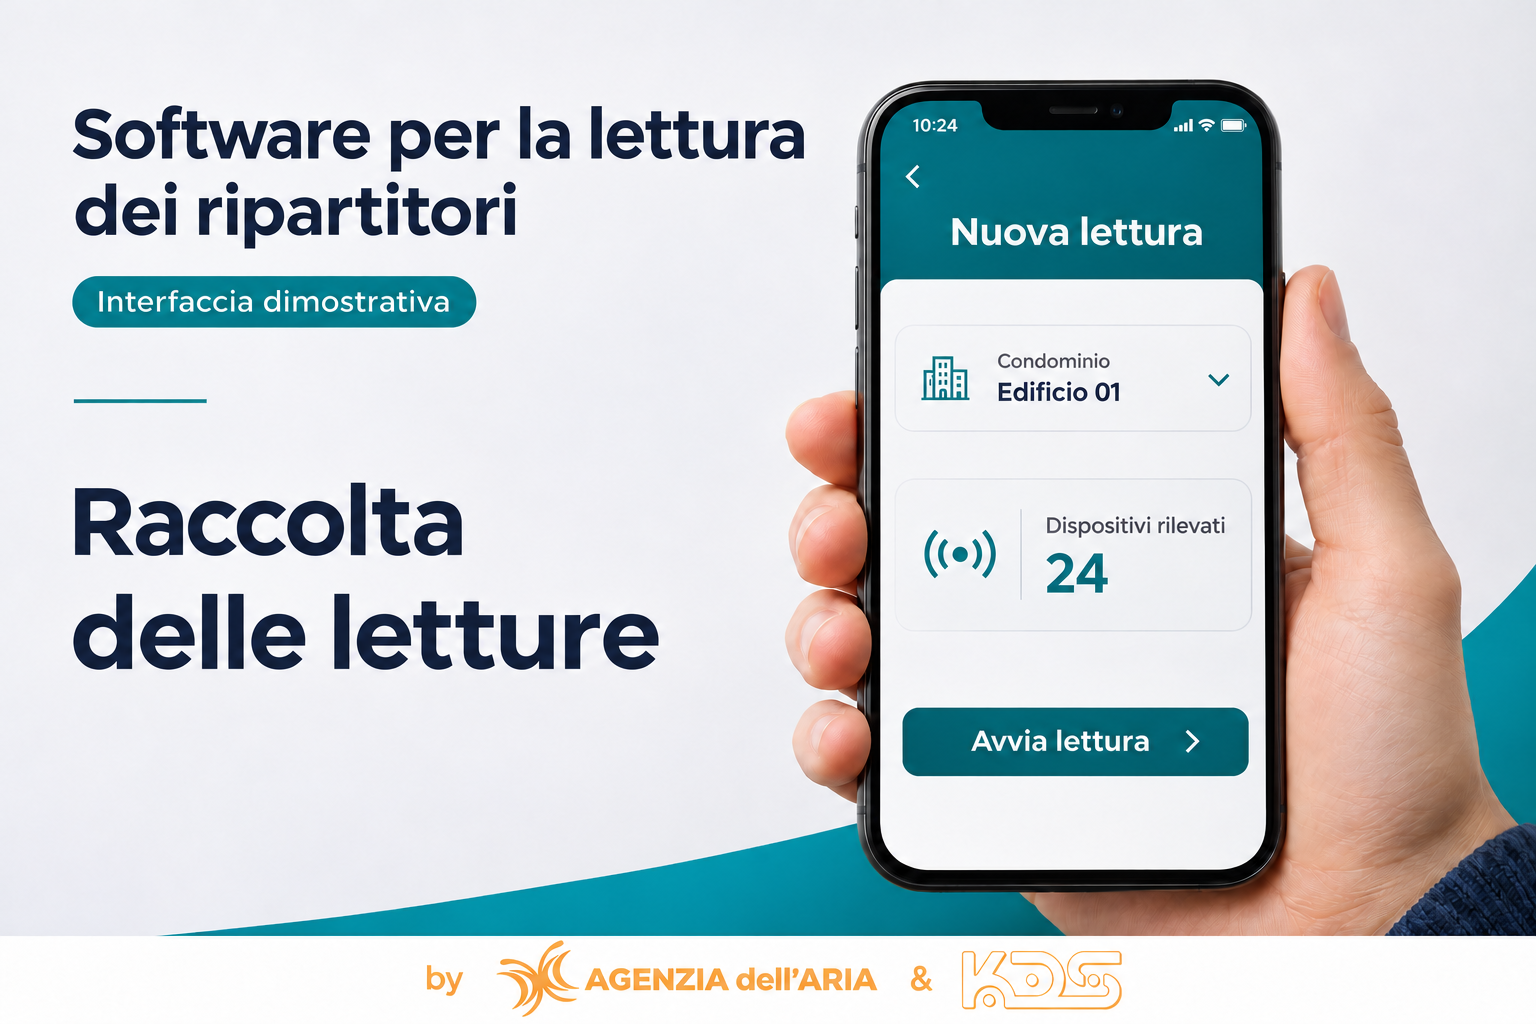 Software per la lettura
dei ripartitori
Interfaccia dimostrativa
Raccolta
delle letture
10:24
Nuova lettura
Condominio
Edificio 01
Dispositivi rilevati
24
Avvia lettura
by AGENZIA dell'ARIA & KDS